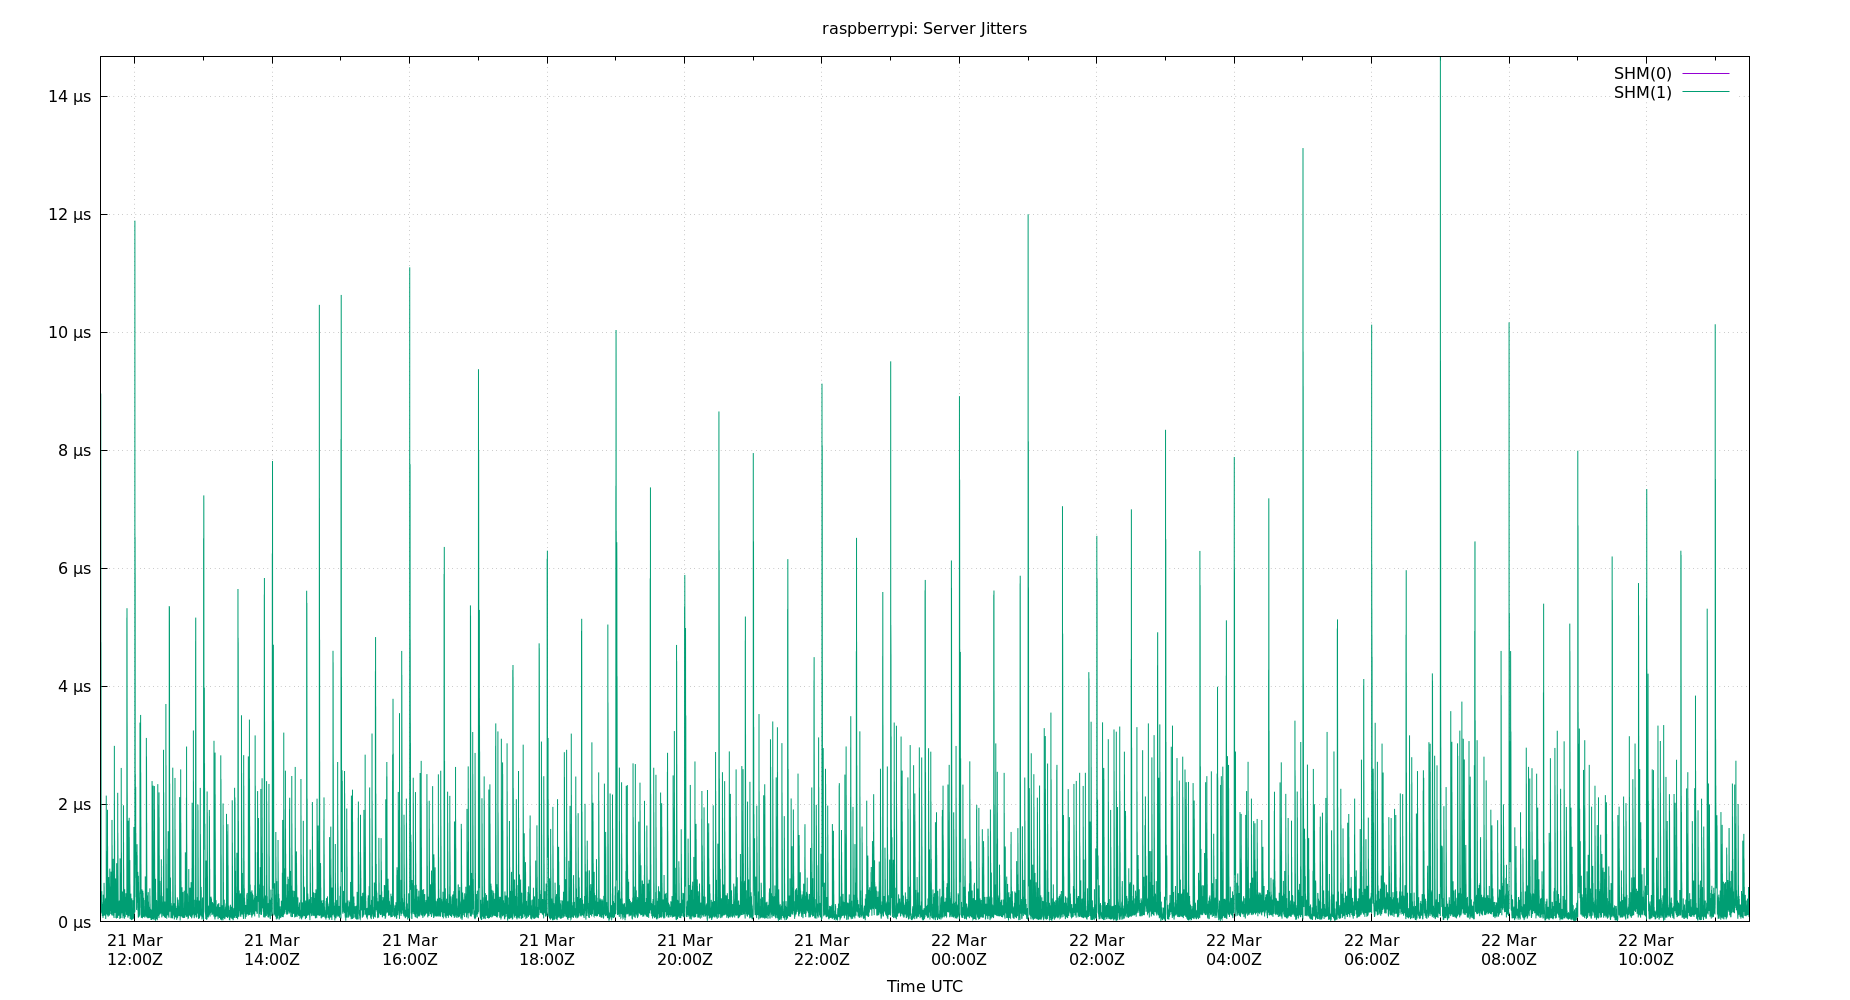 raspberrypi: Server Jitters
SHM(0)
SHM(1)
14 µs
12 µs
10 µs
8 µs
6 µs
4 µs
2 µs
0 µs
21 Mar 21 Mar 21 Mar 21 Mar 21 Mar 21 Mar 22 Mar 22 Mar 22 Mar 22 Mar 22 Mar 22 Mar
12:00Z 14:00Z 16:00Z 18:00Z 20:00Z 22:00Z 00:00Z 02:00Z 04:00Z 06:00Z 08:00Z 10:00Z
Time UTC